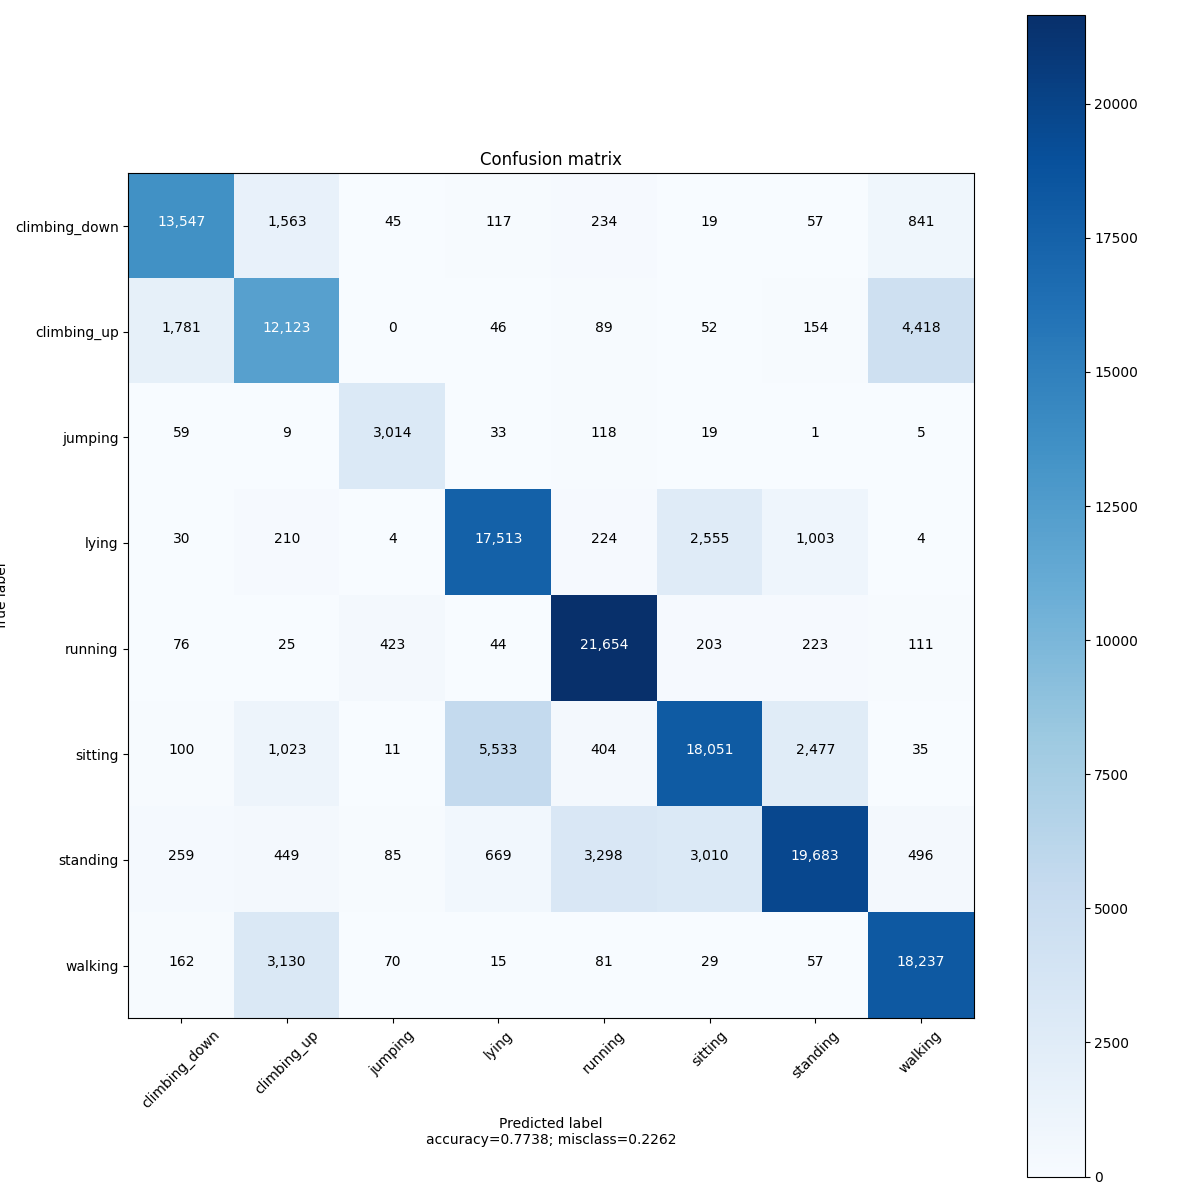 Confusion matrix
climbing_down 13,547 1,563 45 117 234 19 57 841
climbing_up 1,781 12,123 0 46 89 52 154 4,418
jumping 59 9 3,014 33 118 19 1 5
lying 30 210 4 17,513 224 2,555 1,003 4
running 76 25 423 44 21,654 203 223 111
sitting 100 1,023 11 5,533 404 18,051 2,477 35
standing 259 449 85 669 3,298 3,010 19,683 496
walking 162 3,130 70 15 81 29 57 18,237
climbing_down climbing_up jumping lying running sitting standing walking
Predicted label
accuracy=0.7738; misclass=0.2262
label
20000
17500
15000
12500
10000
7500
5000
2500
0